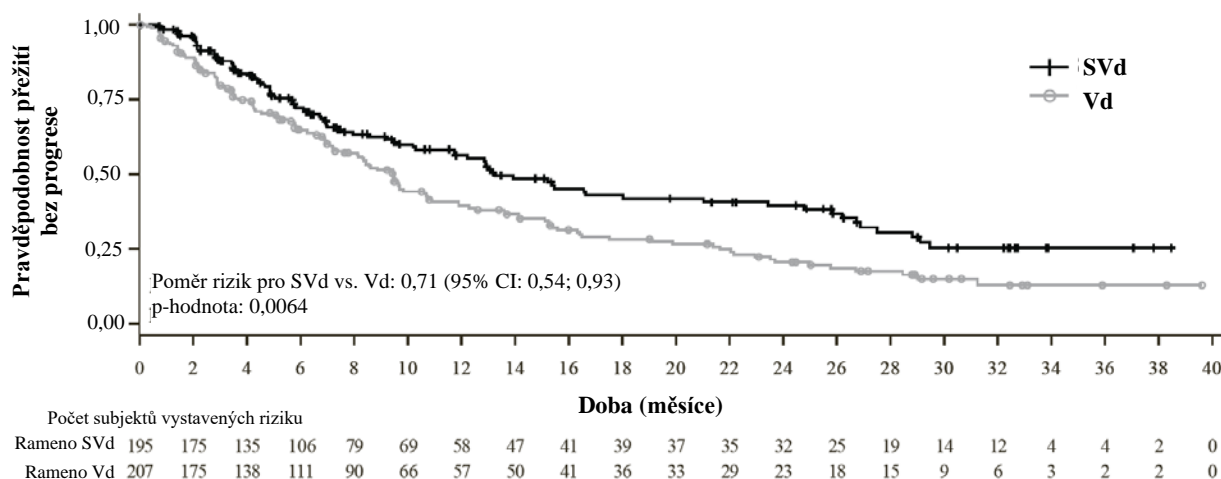 1,00
0,75
0,50
0,25
0,00
Pravděpodobnost přežití
bez progrese
SVd
Vd
Poměr rizik pro SVd vs. Vd: 0,71 (95% CI: 0,54; 0,93)
p-hodnota: 0,0064
0 2 4 6 8 10 12 14 16 18 20 22 24 26 28 30 32 34 36 38 40
Doba (měsíce)
Počet subjektů vystavených riziku
Rameno SVd 195 175 135 106 79 69 58 47 41 39 37 35 32 25 19 14 12 4 4 2 0
Rameno Vd 207 175 138 111 90 66 57 50 41 36 33 29 23 18 15 9 6 3 2 2 0